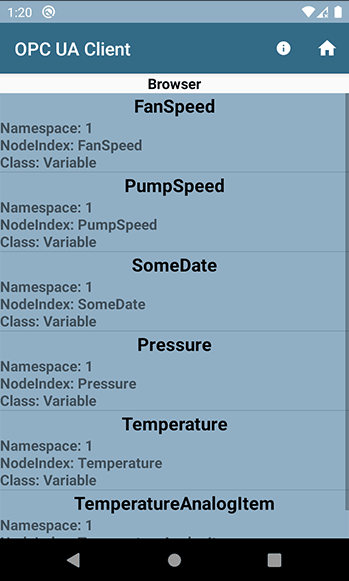 1:20
OPC UA Client
Browser
FanSpeed
Namespace: 1
NodeIndex: FanSpeed
Class: Variable
PumpSpeed
Namespace: 1
NodeIndex: PumpSpeed
Class: Variable
SomeDate
Namespace: 1
NodeIndex: SomeDate
Class: Variable
Pressure
Namespace: 1
NodeIndex: Pressure
Class: Variable
Temperature
Namespace: 1
NodeIndex: Temperature
Class: Variable
TemperatureAnalogItem
Namespace: 1